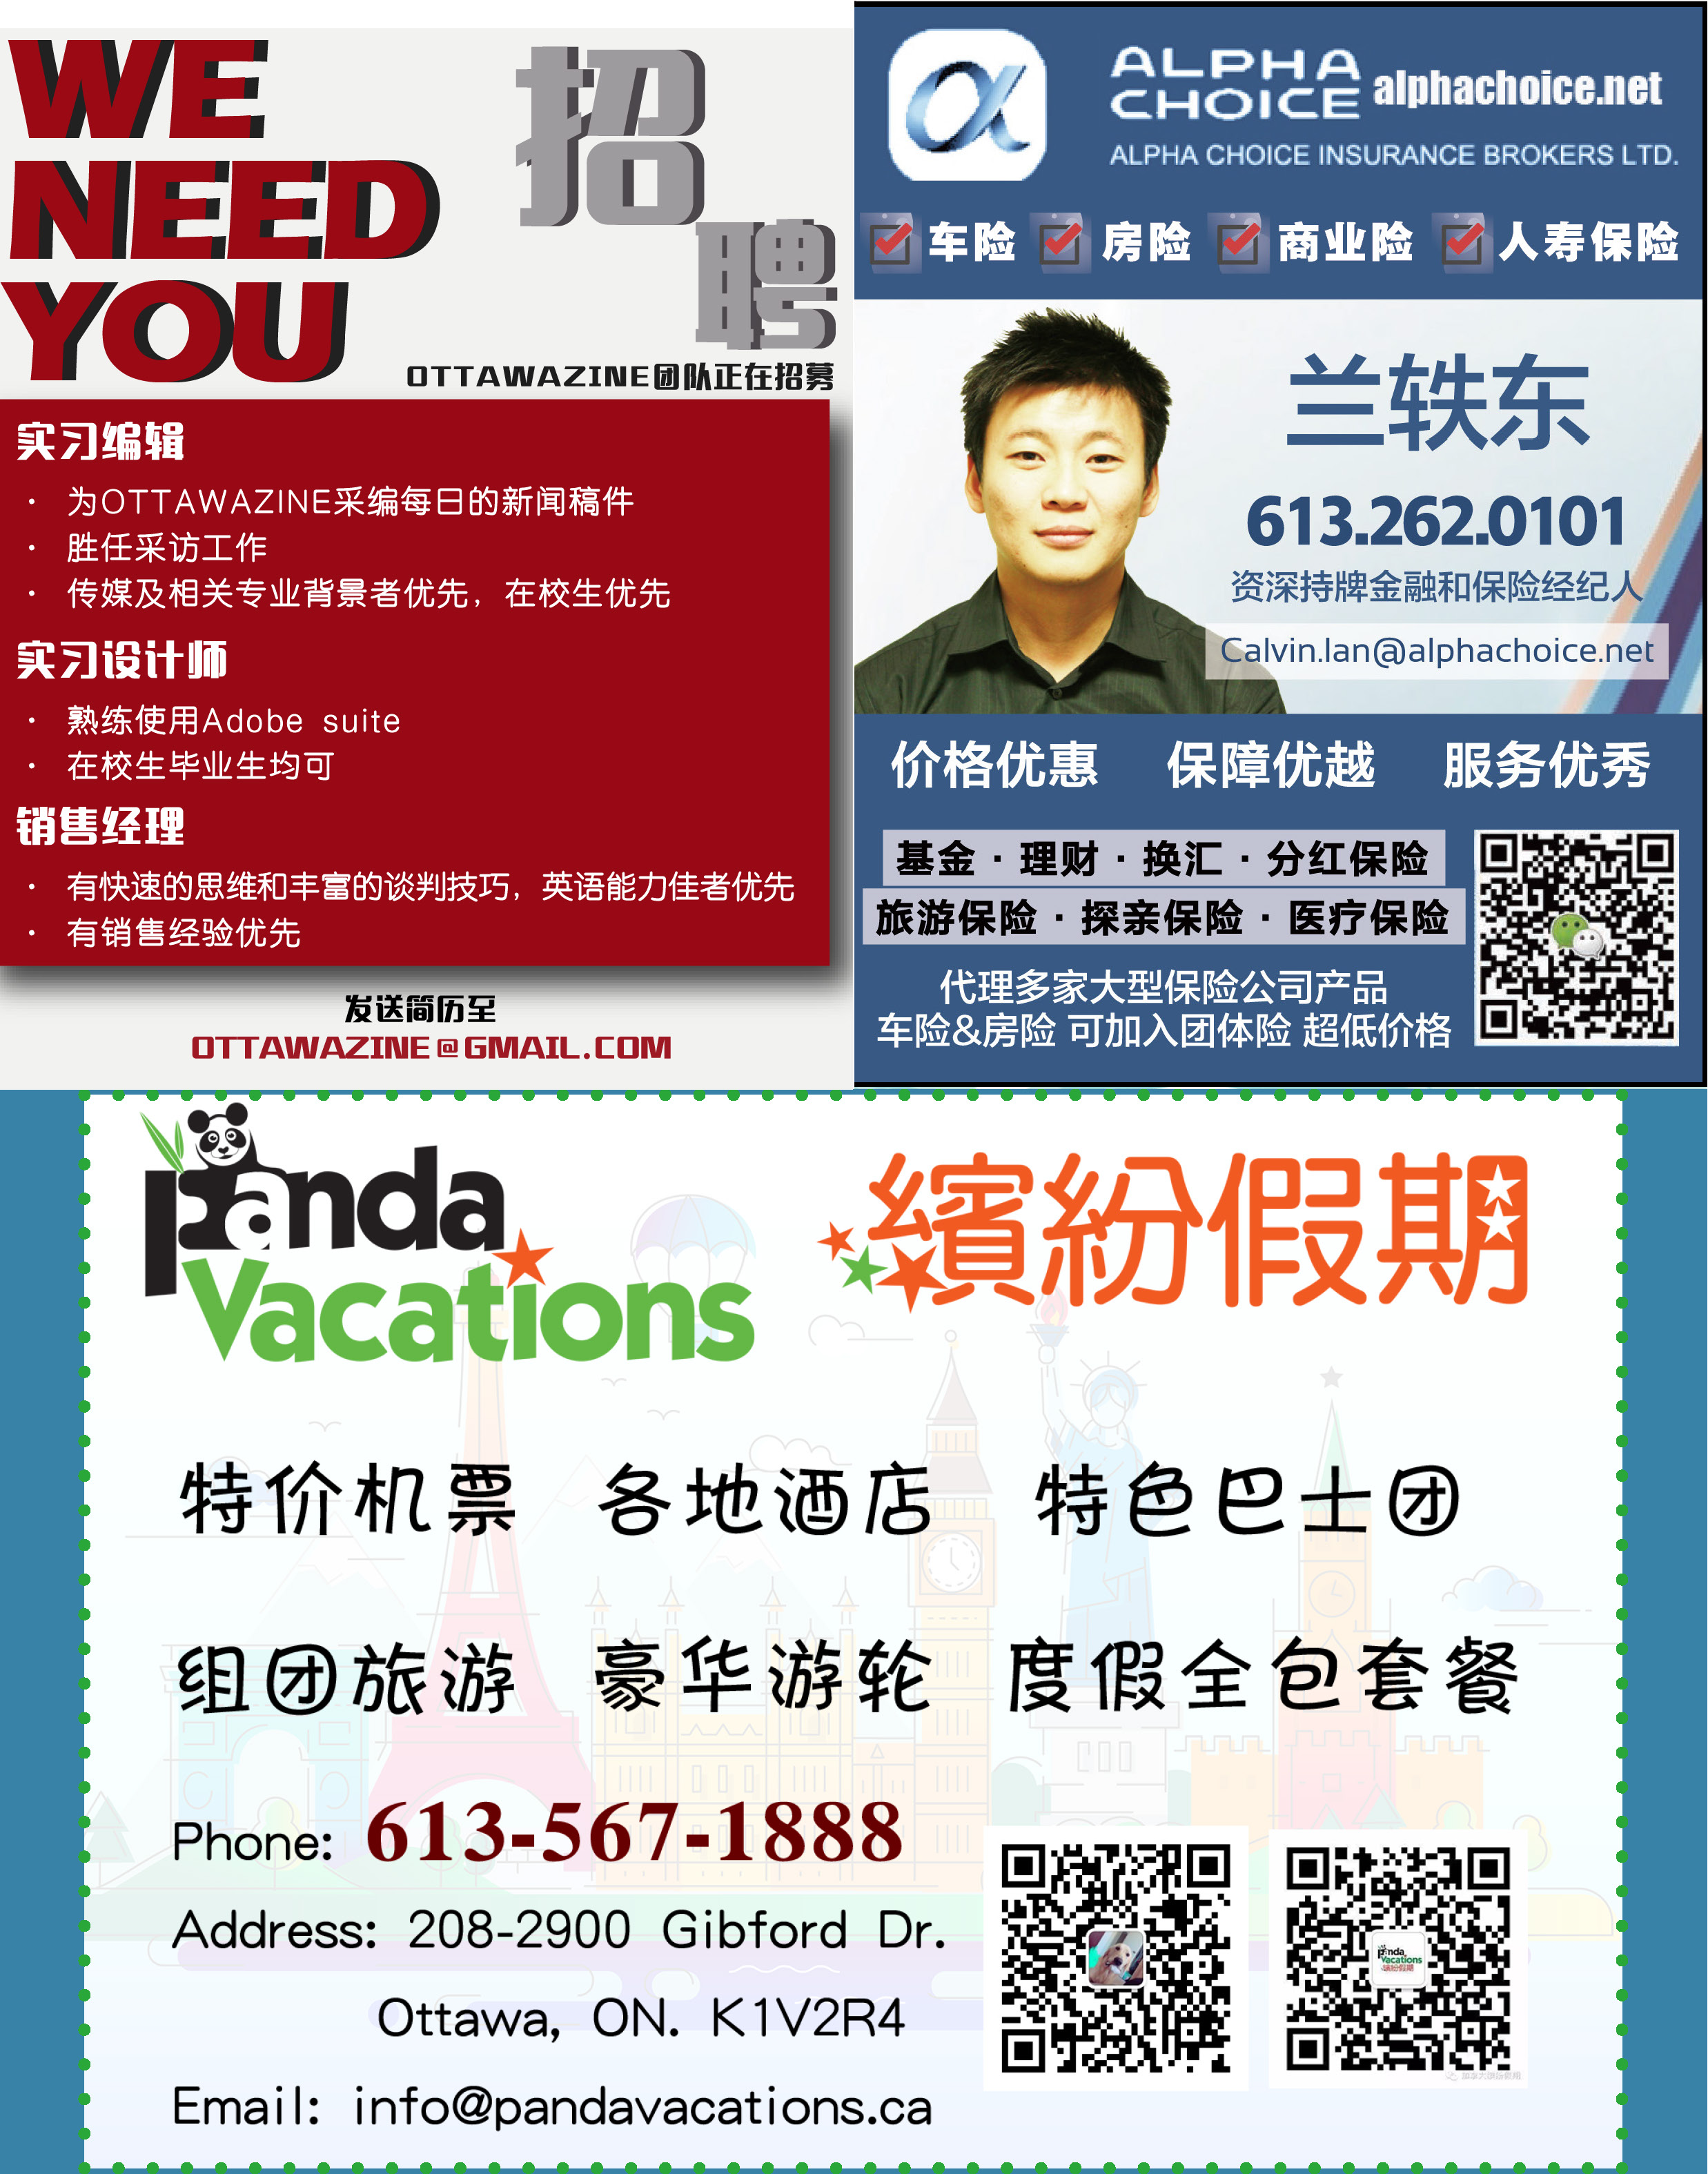 WE
NEED
YOU
招
聘
OTTAWAZINE团队正在招募
实习编辑
· 为OTTAWAZINE采编每日的新闻稿件
· 胜任采访工作
· 传媒及相关专业背景者优先，在校生优先
实习设计师
· 熟练使用Adobe suite
· 在校生毕业生均可
销售经理
· 有快速的思维和丰富的谈判技巧，英语能力佳者优先
· 有销售经验优先
发送简历至
OTTAWAZINE@GMAIL.COM
α
ALPHA
CHOICE
alphachoice.net
ALPHA CHOICE INSURANCE BROKERS LTD.
车险 房险 商业险 人寿保险
兰轶东
613.262.0101
资深持牌金融和保险经纪人
Calvin.lan@alphachoice.net
价格优惠 保障优越 服务优秀
基金 · 理财 · 换汇 · 分红保险
旅游保险 · 探亲保险 · 医疗保险
代理多家大型保险公司产品
车险&房险 可加入团体险 超低价格
panda
Vacations
繽紛假期
特价机票 各地酒店 特色巴士团
组团旅游 豪华游轮 度假全包套餐
Phone: 613-567-1888
Address: 208-2900 Gibford Dr.
Ottawa, ON. K1V2R4
Email: info@pandavacations.ca
panda
Vacations
繽紛假期